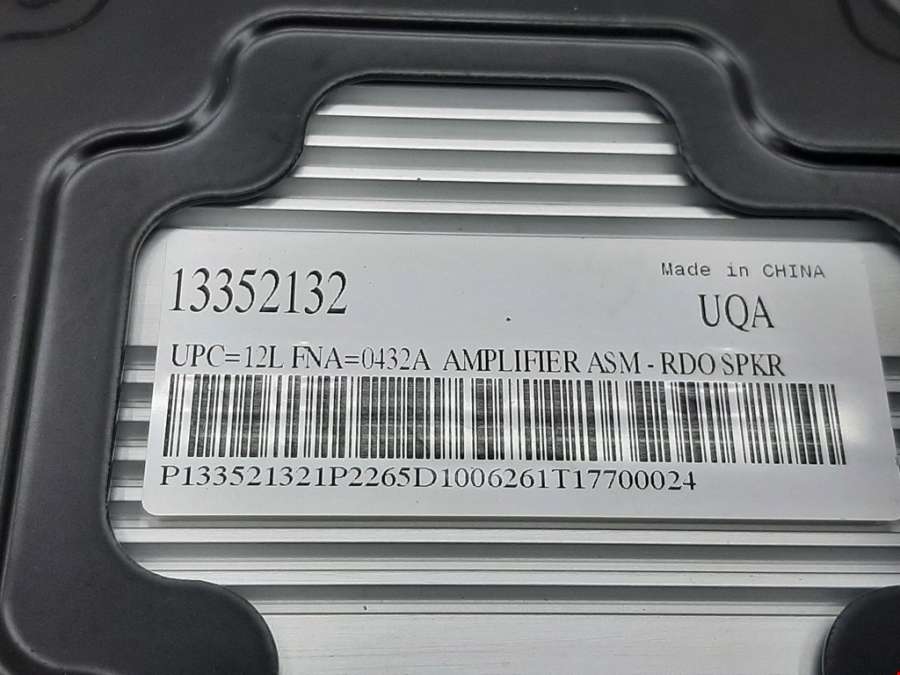 Made in CHINA
13352132
UQA
UPC=12L FNA=0432A AMPLIFIER ASM - RDO SPKR
P133521321P2265D1006261T17700024